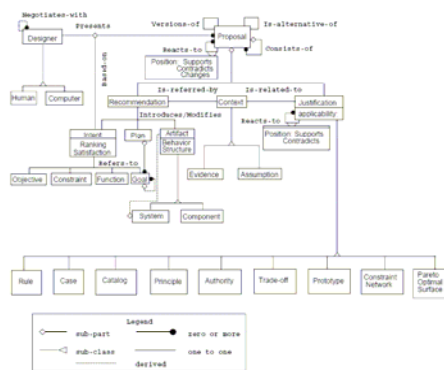 Negotiates-with
Designer
Presents
Versions-of
Is-alternative-of
Proposal
Reacts-to
Consists-of
Position: Supports
Contradicts
Changes
Human
Computer
Based-on
Is-referred-by
Is-related-to
Recommendation
Context
Justification
applicability
Introduces/Modifies
Reacts-to
Position: Supports
Contradicts
Intent
Ranking
Satisfaction
Plan
Artifact
Behavior
Structure
Refers-to
Objective
Constraint
Function
Goal
Evidence
Assumption
System
Component
Rule
Case
Catalog
Principle
Authority
Trade-off
Prototype
Constraint
Network
Pareto
Optimal
Surface
Legend
sub-part
zero or more
sub-class
one to one
derived